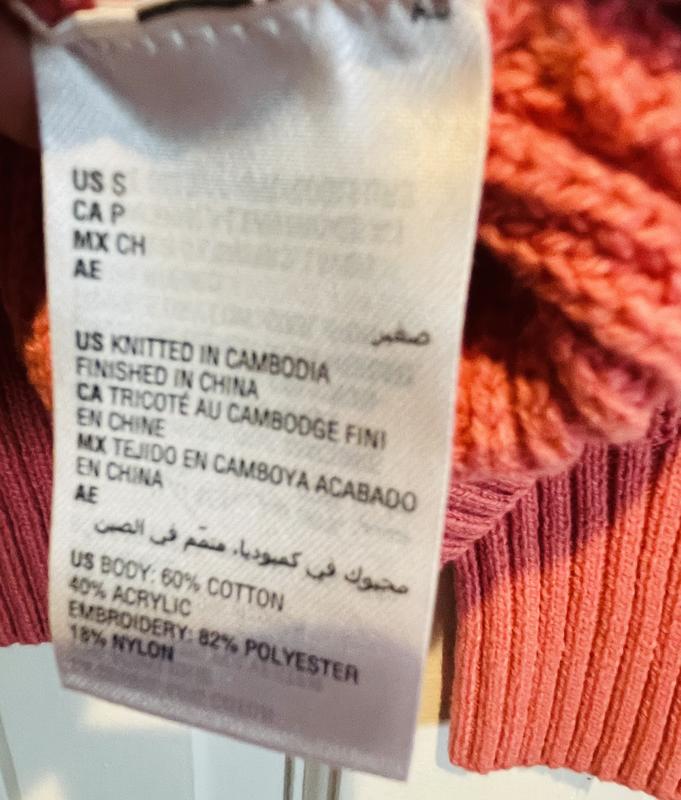 US S
CA P
MX CH
AE
صغير
US KNITTED IN CAMBODIA
FINISHED IN CHINA
CA TRICOTÉ AU CAMBODGE FINI
EN CHINE
MX TEJIDO EN CAMBOYA ACABADO
EN CHINA
AE
محبوك في كمبوديا، متمّم في الصين
US BODY: 60% COTTON
40% ACRYLIC
EMBROIDERY: 82% POLYESTER
18% NYLON